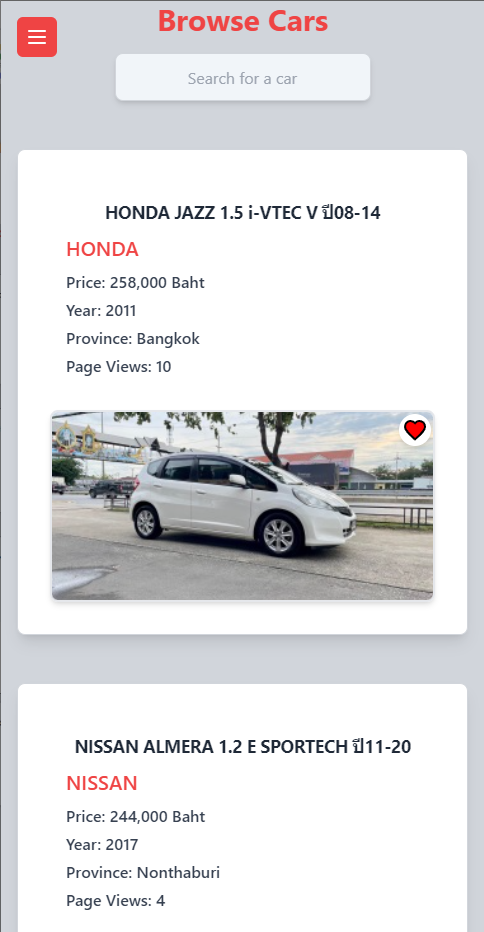 Browse Cars
Search for a car
HONDA JAZZ 1.5 i-VTEC V ปี08-14
HONDA
Price: 258,000 Baht
Year: 2011
Province: Bangkok
Page Views: 10
NISSAN ALMERA 1.2 E SPORTECH ปี11-20
NISSAN
Price: 244,000 Baht
Year: 2017
Province: Nonthaburi
Page Views: 4